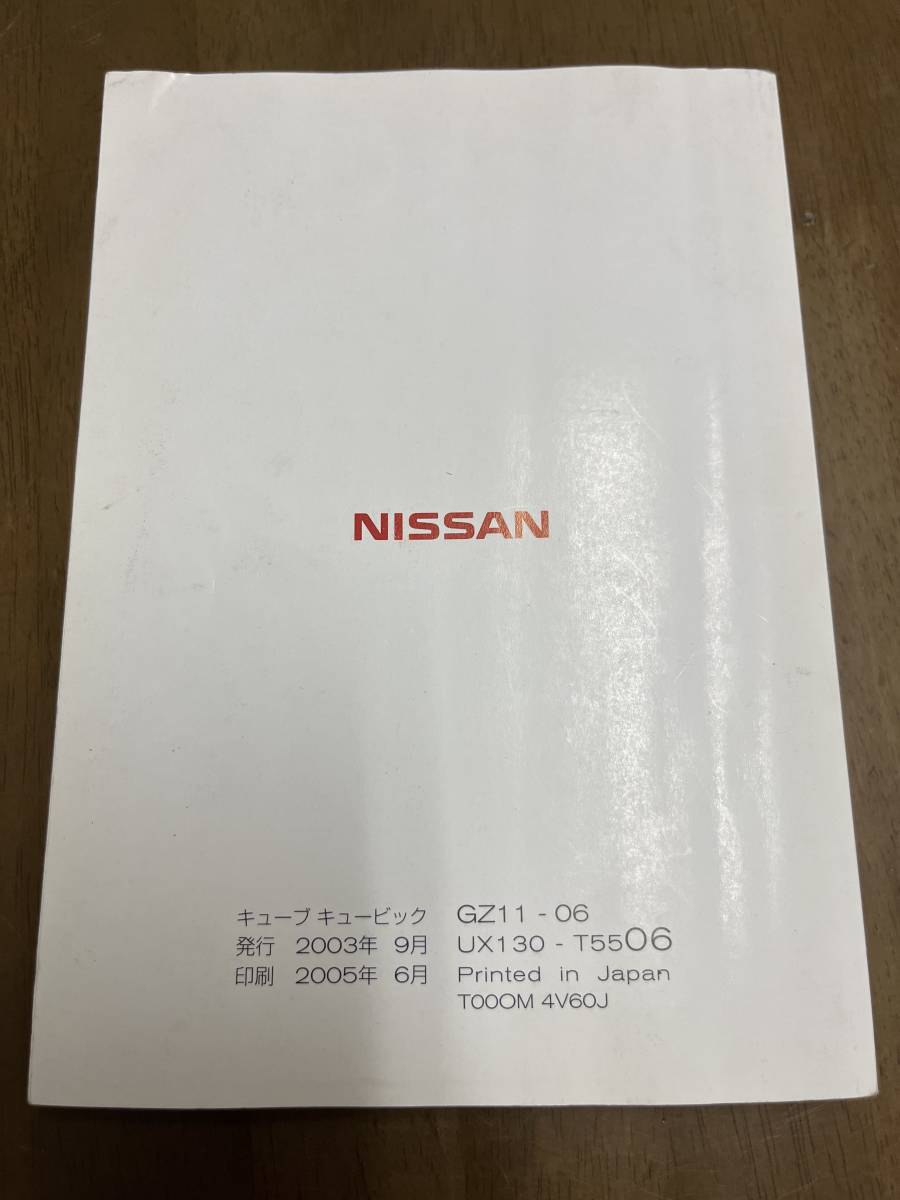 NISSAN
キューブ キュービック GZ11 - 06
発行 2003年 9月 UX130 - T5506
印刷 2005年 6月 Printed in Japan
T00OM 4V60J